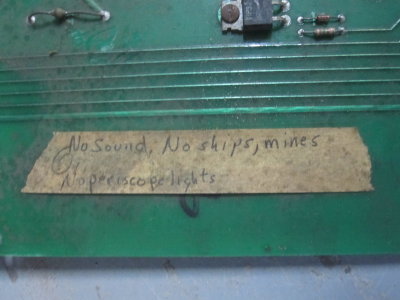 No Sound, No ships, mines
No periscope lights